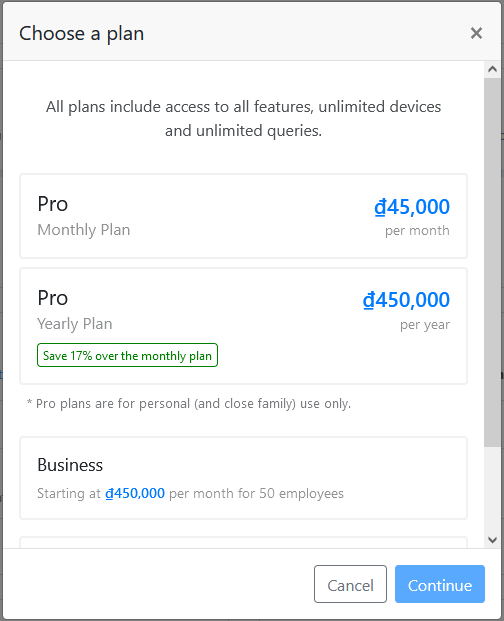 Choose a plan ×
All plans include access to all features, unlimited devices
and unlimited queries.
Pro ₫45,000
Monthly Plan per month
Pro ₫450,000
Yearly Plan per year
Save 17% over the monthly plan
* Pro plans are for personal (and close family) use only.
Business
Starting at ₫450,000 per month for 50 employees
Cancel Continue